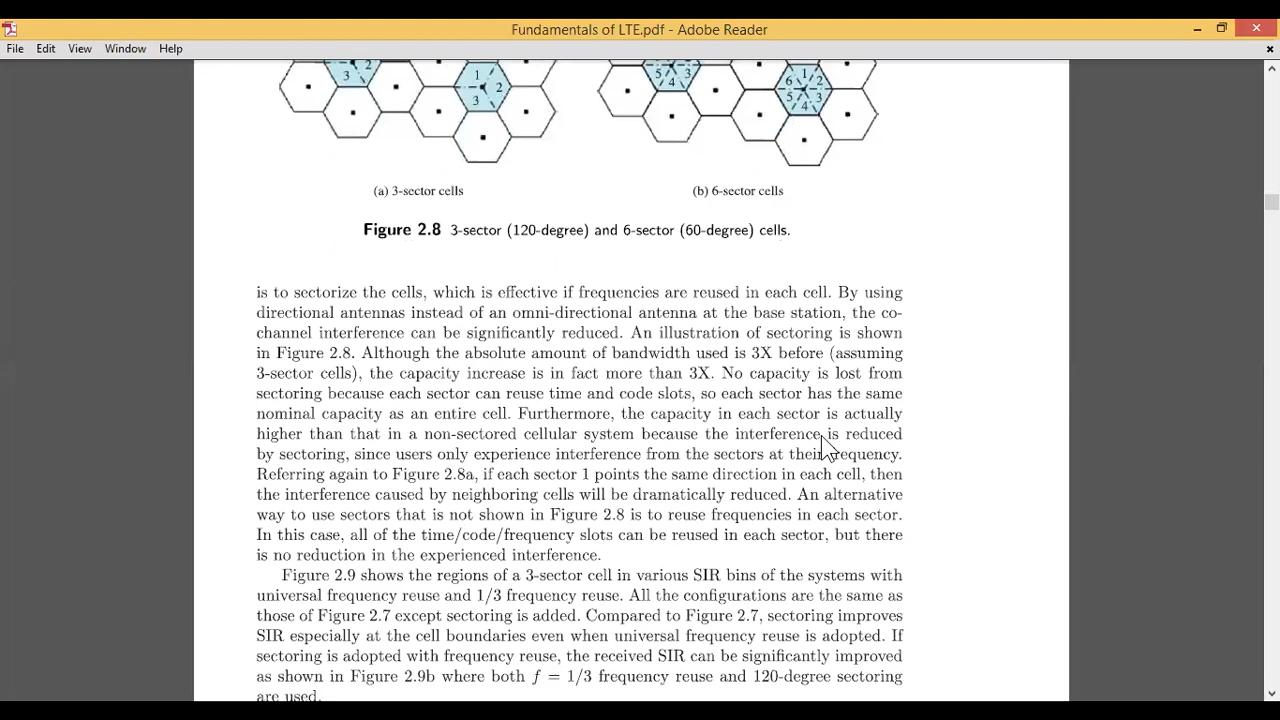 Fundamentals of LTE.pdf - Adobe Reader
File Edit View Window Help
2
3
1
2
3
5 3
4
6 1 2
5 3
4
(a) 3-sector cells
(b) 6-sector cells
Figure 2.8 3-sector (120-degree) and 6-sector (60-degree) cells.
is to sectorize the cells, which is effective if frequencies are reused in each cell. By using
directional antennas instead of an omni-directional antenna at the base station, the co-
channel interference can be significantly reduced. An illustration of sectoring is shown
in Figure 2.8. Although the absolute amount of bandwidth used is 3X before (assuming
3-sector cells), the capacity increase is in fact more than 3X. No capacity is lost from
sectoring because each sector can reuse time and code slots, so each sector has the same
nominal capacity as an entire cell. Furthermore, the capacity in each sector is actually
higher than that in a non-sectored cellular system because the interference is reduced
by sectoring, since users only experience interference from the sectors at their frequency.
Referring again to Figure 2.8a, if each sector 1 points the same direction in each cell, then
the interference caused by neighboring cells will be dramatically reduced. An alternative
way to use sectors that is not shown in Figure 2.8 is to reuse frequencies in each sector.
In this case, all of the time/code/frequency slots can be reused in each sector, but there
is no reduction in the experienced interference.
Figure 2.9 shows the regions of a 3-sector cell in various SIR bins of the systems with
universal frequency reuse and 1/3 frequency reuse. All the configurations are the same as
those of Figure 2.7 except sectoring is added. Compared to Figure 2.7, sectoring improves
SIR especially at the cell boundaries even when universal frequency reuse is adopted. If
sectoring is adopted with frequency reuse, the received SIR can be significantly improved
as shown in Figure 2.9b where both f = 1/3 frequency reuse and 120-degree sectoring
are used.